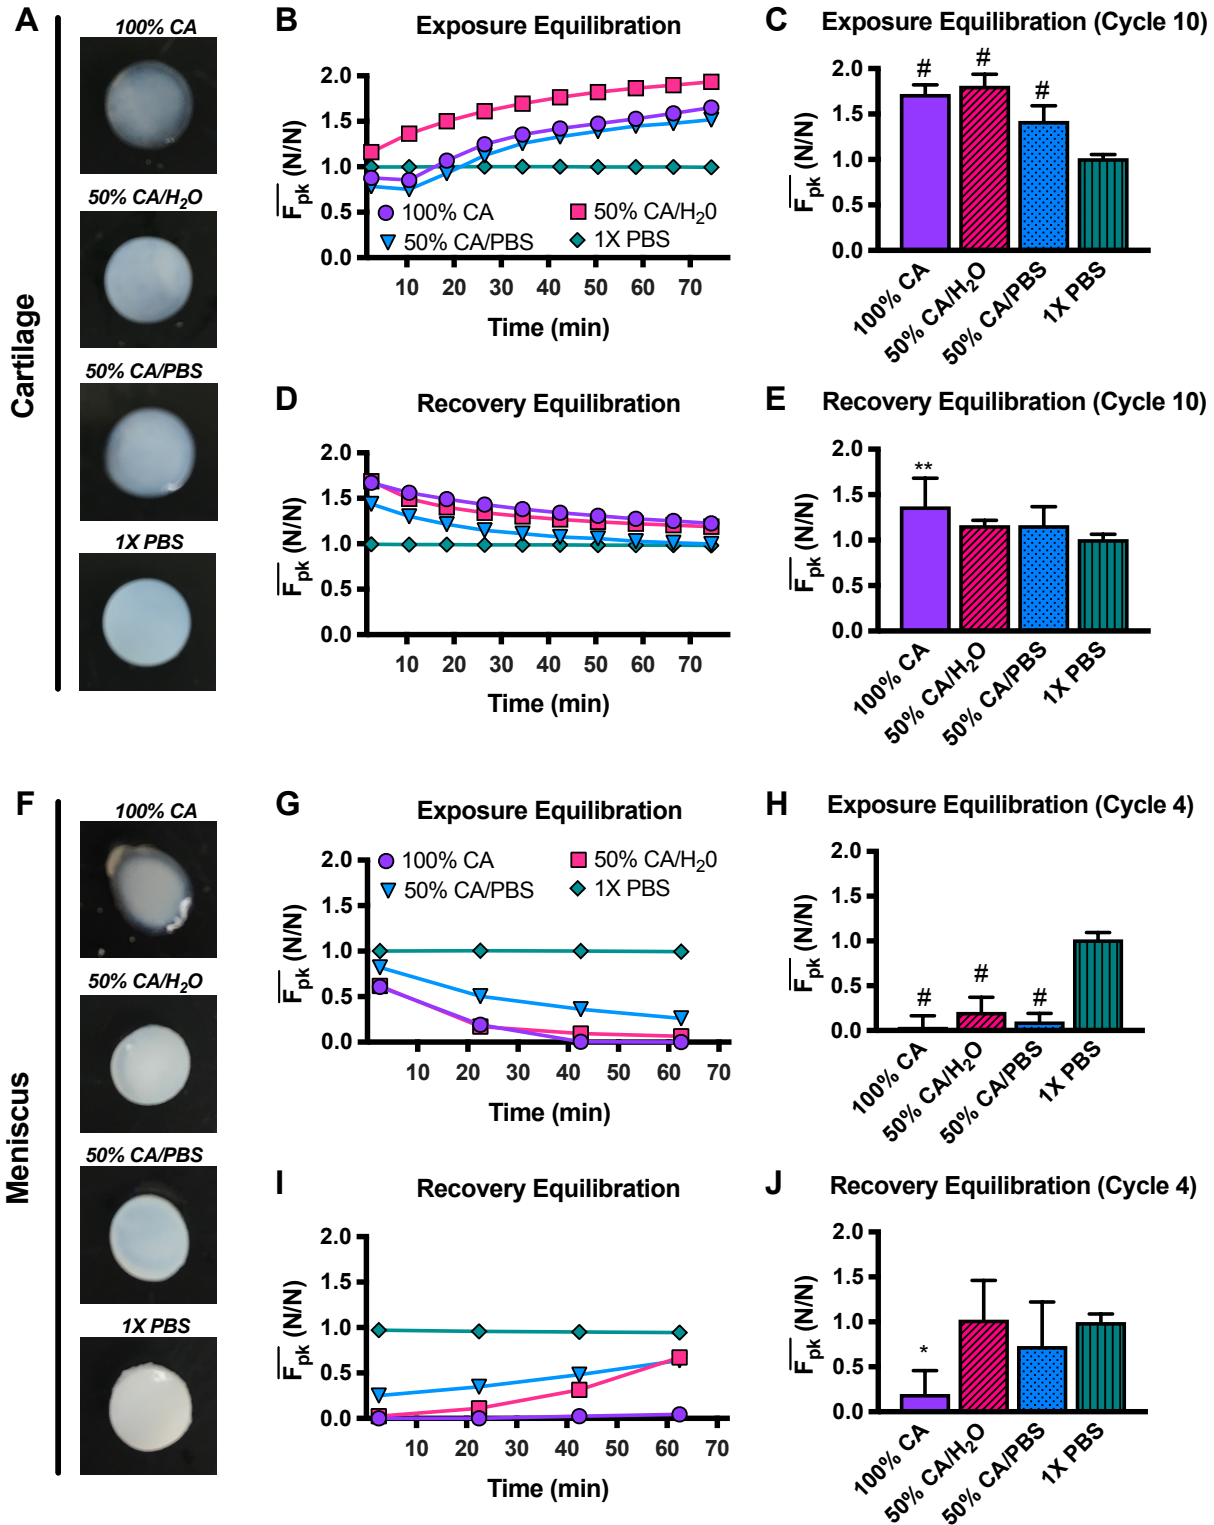 A
Cartilage
100% CA
50% CA/H₂O
50% CA/PBS
1X PBS
B
Exposure Equilibration
F̅pk (N/N)
2.0
1.5
1.0
0.5
0.0
100% CA
50% CA/H₂0
50% CA/PBS
1X PBS
10 20 30 40 50 60 70
Time (min)
C
Exposure Equilibration (Cycle 10)
F̅pk (N/N)
2.0
1.5
1.0
0.5
0.0
# # #
100% CA
50% CA/H₂O
50% CA/PBS
1X PBS
D
Recovery Equilibration
F̅pk (N/N)
2.0
1.5
1.0
0.5
0.0
10 20 30 40 50 60 70
Time (min)
E
Recovery Equilibration (Cycle 10)
F̅pk (N/N)
2.0
1.5
1.0
0.5
0.0
**
100% CA
50% CA/H₂O
50% CA/PBS
1X PBS
F
Meniscus
100% CA
50% CA/H₂O
50% CA/PBS
1X PBS
G
Exposure Equilibration
F̅pk (N/N)
2.0
1.5
1.0
0.5
0.0
100% CA
50% CA/H₂0
50% CA/PBS
1X PBS
10 20 30 40 50 60 70
Time (min)
H
Exposure Equilibration (Cycle 4)
F̅pk (N/N)
2.0
1.5
1.0
0.5
0.0
# # #
100% CA
50% CA/H₂O
50% CA/PBS
1X PBS
I
Recovery Equilibration
F̅pk (N/N)
2.0
1.5
1.0
0.5
0.0
10 20 30 40 50 60 70
Time (min)
J
Recovery Equilibration (Cycle 4)
F̅pk (N/N)
2.0
1.5
1.0
0.5
0.0
*
100% CA
50% CA/H₂O
50% CA/PBS
1X PBS